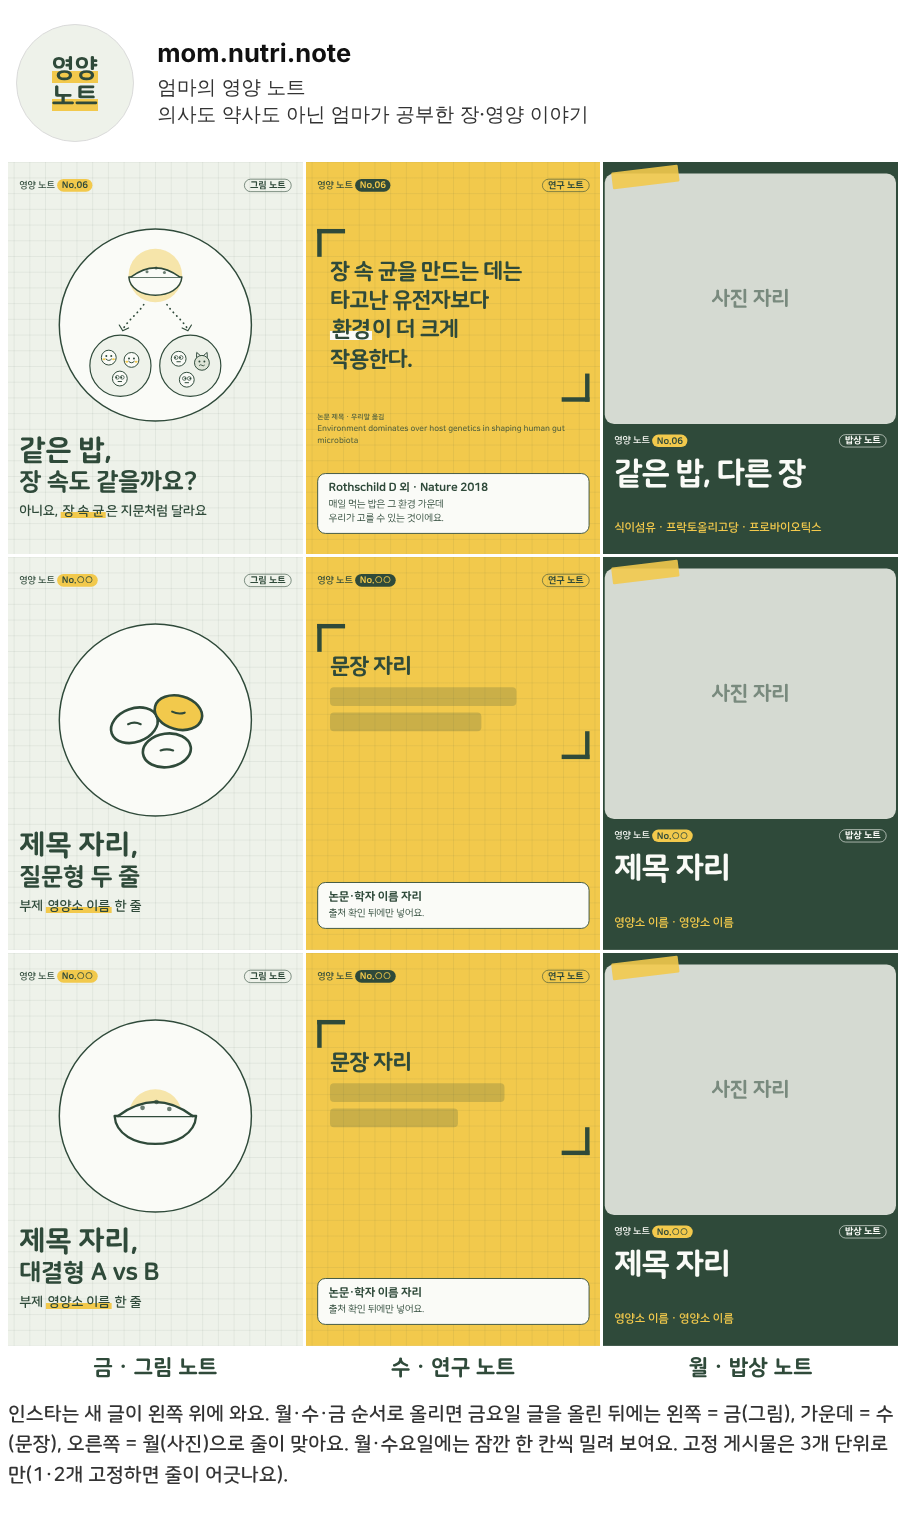 영양
노트
mom.nutri.note
엄마의 영양 노트
의사도 약사도 아닌 엄마가 공부한 장·영양 이야기
영양 노트 No.06
그림 노트
같은 밥,
장 속도 같을까요?
아니요, 장 속 균은 지문처럼 달라요
영양 노트 No.06
연구 노트
장 속 균을 만드는 데는
타고난 유전자보다
환경이 더 크게
작용한다.
논문 제목 · 우리말 옮김
Environment dominates over host genetics in shaping human gut
microbiota
Rothschild D 외 · Nature 2018
매일 먹는 밥은 그 환경 가운데
우리가 고를 수 있는 것이에요.
사진 자리
영양 노트 No.06
밥상 노트
같은 밥, 다른 장
식이섬유 · 프락토올리고당 · 프로바이오틱스
영양 노트 No.○○
그림 노트
제목 자리,
질문형 두 줄
부제 영양소 이름 한 줄
영양 노트 No.○○
연구 노트
문장 자리
논문·학자 이름 자리
출처 확인 뒤에만 넣어요.
사진 자리
영양 노트 No.○○
밥상 노트
제목 자리
영양소 이름 · 영양소 이름
영양 노트 No.○○
그림 노트
제목 자리,
대결형 A vs B
부제 영양소 이름 한 줄
영양 노트 No.○○
연구 노트
문장 자리
논문·학자 이름 자리
출처 확인 뒤에만 넣어요.
사진 자리
영양 노트 No.○○
밥상 노트
제목 자리
영양소 이름 · 영양소 이름
금 · 그림 노트
수 · 연구 노트
월 · 밥상 노트
인스타는 새 글이 왼쪽 위에 와요. 월·수·금 순서로 올리면 금요일 글을 올린 뒤에는 왼쪽 = 금(그림), 가운데 = 수
(문장), 오른쪽 = 월(사진)으로 줄이 맞아요. 월·수요일에는 잠깐 한 칸씩 밀려 보여요. 고정 게시물은 3개 단위로
만(1·2개 고정하면 줄이 어긋나요).